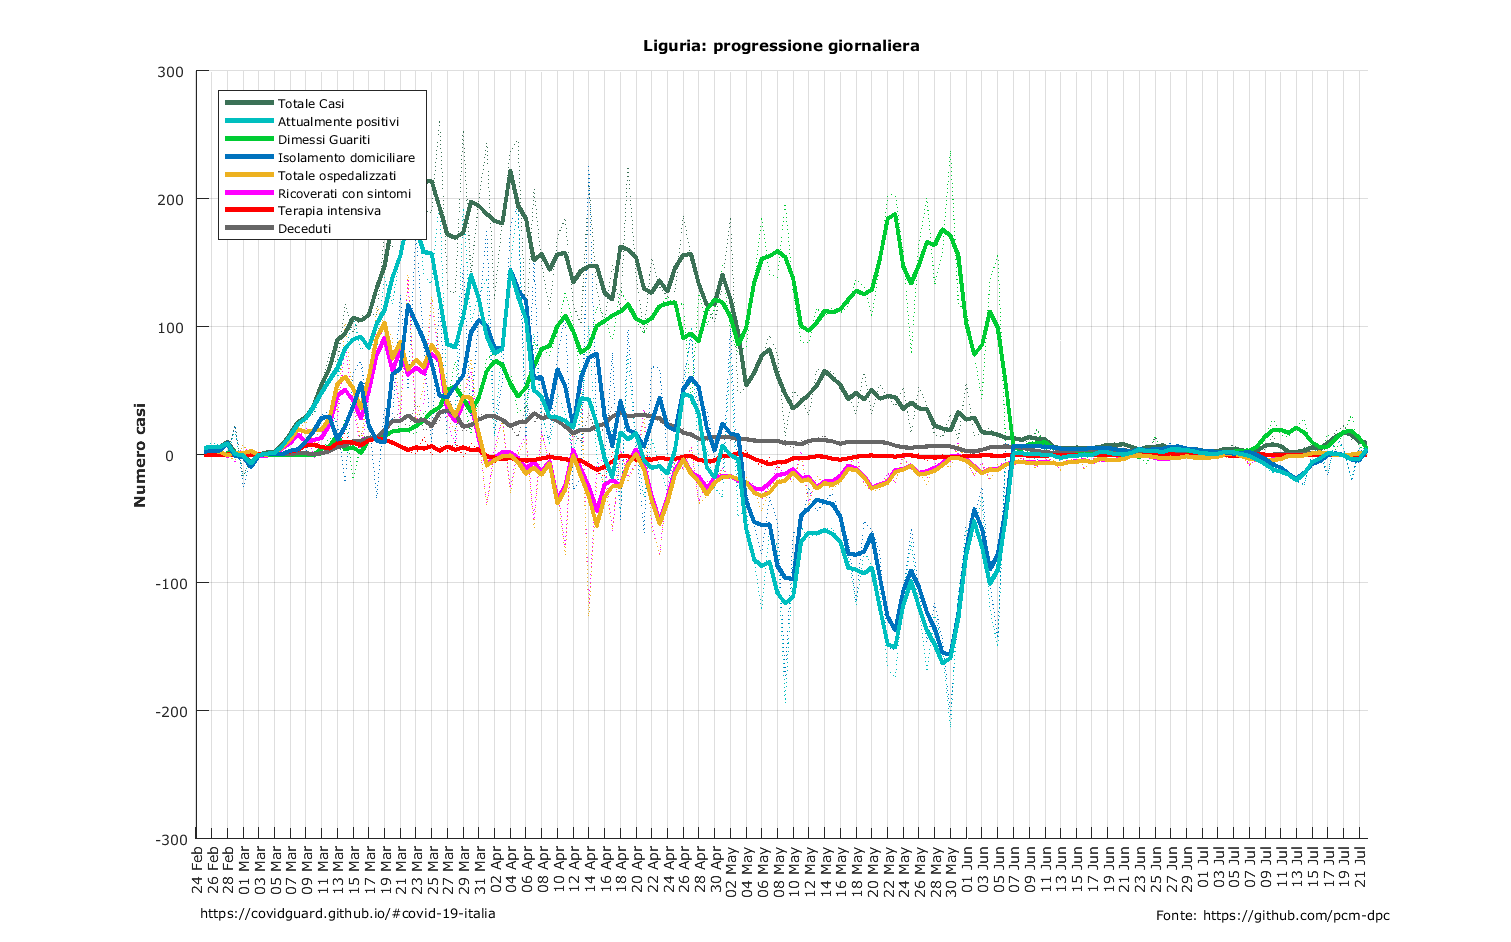 Liguria: progressione giornaliera
300
200
100
0
-100
-200
-300
Numero casi
Totale Casi
Attualmente positivi
Dimessi Guariti
Isolamento domiciliare
Totale ospedalizzati
Ricoverati con sintomi
Terapia intensiva
Deceduti
24 Feb
26 Feb
28 Feb
01 Mar
03 Mar
05 Mar
07 Mar
09 Mar
11 Mar
13 Mar
15 Mar
17 Mar
19 Mar
21 Mar
23 Mar
25 Mar
27 Mar
29 Mar
31 Mar
02 Apr
04 Apr
06 Apr
08 Apr
10 Apr
12 Apr
14 Apr
16 Apr
18 Apr
20 Apr
22 Apr
24 Apr
26 Apr
28 Apr
30 Apr
02 May
04 May
06 May
08 May
10 May
12 May
14 May
16 May
18 May
20 May
22 May
24 May
26 May
28 May
30 May
01 Jun
03 Jun
05 Jun
07 Jun
09 Jun
11 Jun
13 Jun
15 Jun
17 Jun
19 Jun
21 Jun
23 Jun
25 Jun
27 Jun
29 Jun
01 Jul
03 Jul
05 Jul
07 Jul
09 Jul
11 Jul
13 Jul
15 Jul
17 Jul
19 Jul
21 Jul
https://covidguard.github.io/#covid-19-italia
Fonte: https://github.com/pcm-dpc